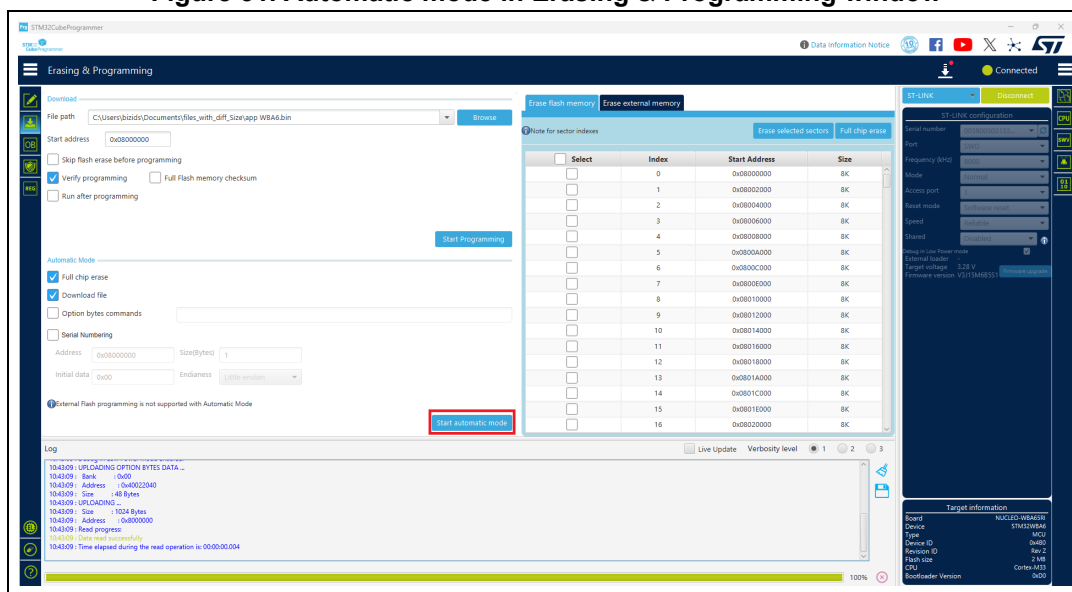 STM32CubeProgrammer
Data Information Notice
Erasing & Programming
Connected
Download
File path C:\Users\bizids\Documents\files_with_diff_Size\app WBA6.bin Browse
Start address 0x08000000
Skip flash erase before programming
Verify programming Full Flash memory checksum
Run after programming
Start Programming
Automatic Mode
Full chip erase
Download file
Option bytes commands
Serial Numbering
Address 0x08000000 Size(Bytes) 1
Initial data 0x00 Endianess Little endian
External Flash programming is not supported with Automatic Mode
Start automatic mode
Erase flash memory Erase external memory
Note for sector indexes Erase selected sectors Full chip erase
Select Index Start Address Size
0 0x08000000 8K
1 0x08002000 8K
2 0x08004000 8K
3 0x08006000 8K
4 0x08008000 8K
5 0x0800A000 8K
6 0x0800C000 8K
7 0x0800E000 8K
8 0x08010000 8K
9 0x08012000 8K
10 0x08014000 8K
11 0x08016000 8K
12 0x08018000 8K
13 0x0801A000 8K
14 0x0801C000 8K
15 0x0801E000 8K
16 0x08020000 8K
ST-LINK Disconnect
ST-LINK configuration
Serial number
Port SWD
Frequency (kHz) 8000
Mode Normal
Access port 1
Reset mode Software reset
Speed Reliable
Shared Disabled
Debug in Low Power mode
External loader -
Target voltage 3.28 V
Firmware version V3J15M6B5S1 Firmware upgrade
OB
REG
CPU
SWV
Log Live Update Verbosity level 1 2 3
10:43:09 : UPLOADING OPTION BYTES DATA ...
10:43:09 : Bank : 0x00
10:43:09 : Address : 0x40022040
10:43:09 : Size : 48 Bytes
10:43:09 : UPLOADING ...
10:43:09 : Size : 1024 Bytes
10:43:09 : Address : 0x8000000
10:43:09 : Read progress:
10:43:09 : Data read successfully
10:43:09 : Time elapsed during the read operation is: 00:00:00.004
100%
Target information
Board NUCLEO-WBA65RI
Device STM32WBA6
Type MCU
Device ID 0x4B0
Revision ID Rev Z
Flash size 2 MB
CPU Cortex-M33
Bootloader Version 0xD0